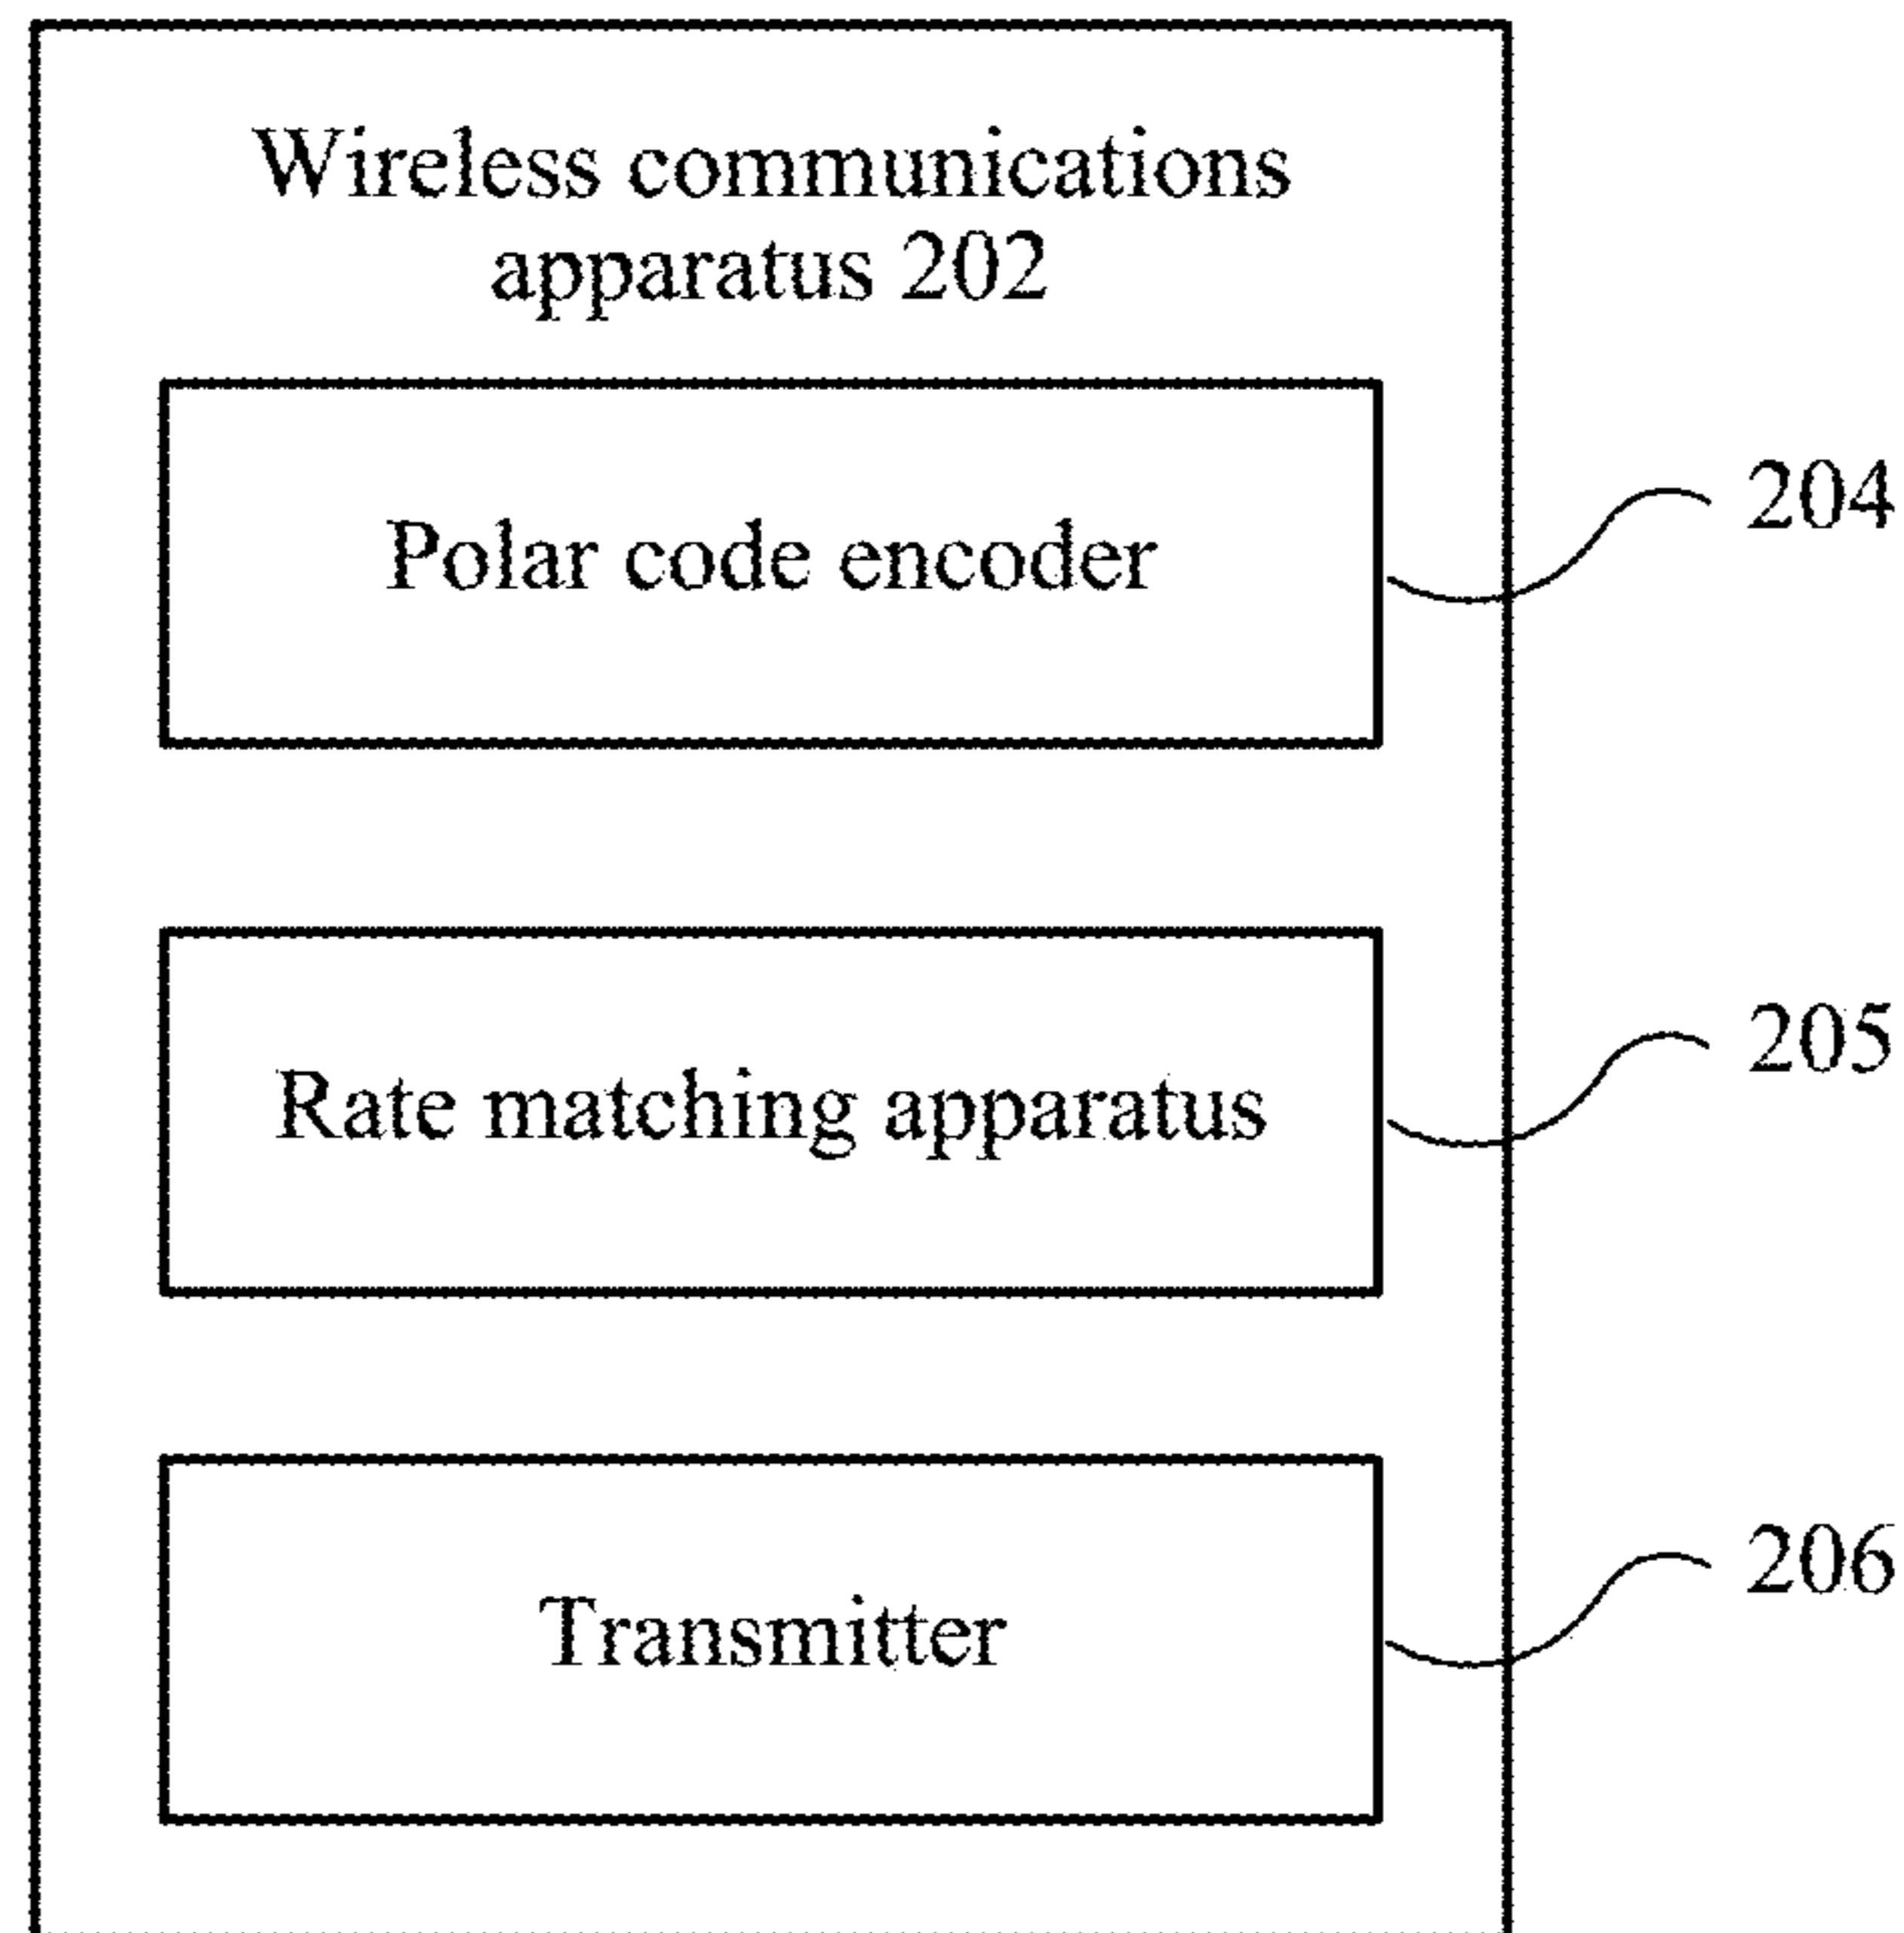 Wireless communications
apparatus 202
Polar code encoder
204
Rate matching apparatus
205
Transmitter
206